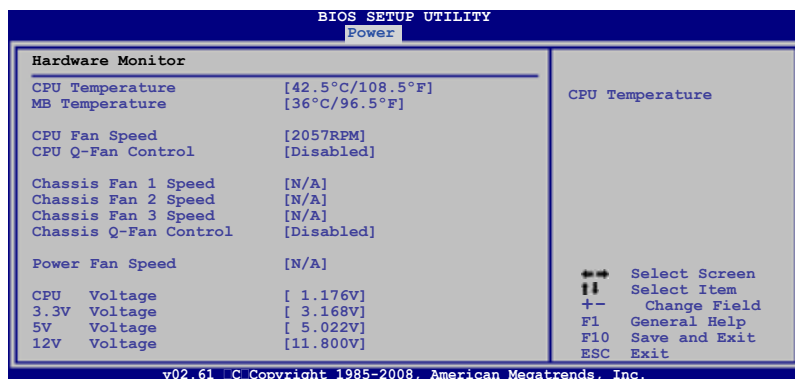 BIOS SETUP UTILITY
Power
Hardware Monitor
CPU Temperature [42.5°C/108.5°F]
MB Temperature [36°C/96.5°F]
CPU Fan Speed [2057RPM]
CPU Q-Fan Control [Disabled]
Chassis Fan 1 Speed [N/A]
Chassis Fan 2 Speed [N/A]
Chassis Fan 3 Speed [N/A]
Chassis Q-Fan Control [Disabled]
Power Fan Speed [N/A]
CPU Voltage [ 1.176V]
3.3V Voltage [ 3.168V]
5V Voltage [ 5.022V]
12V Voltage [11.800V]
CPU Temperature
←→ Select Screen
↑↓ Select Item
+- Change Field
F1 General Help
F10 Save and Exit
ESC Exit
v02.61 □C□Copyright 1985-2008, American Megatrends, Inc.